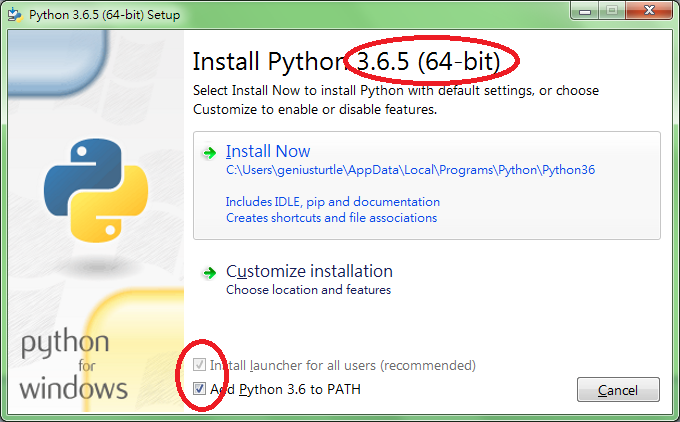 Python 3.6.5 (64-bit) Setup
Install Python 3.6.5 (64-bit)
Select Install Now to install Python with default settings, or choose
Customize to enable or disable features.
Install Now
C:\Users\geniusturtle\AppData\Local\Programs\Python\Python36
Includes IDLE, pip and documentation
Creates shortcuts and file associations
Customize installation
Choose location and features
python
for
windows
Install launcher for all users (recommended)
Add Python 3.6 to PATH
Cancel